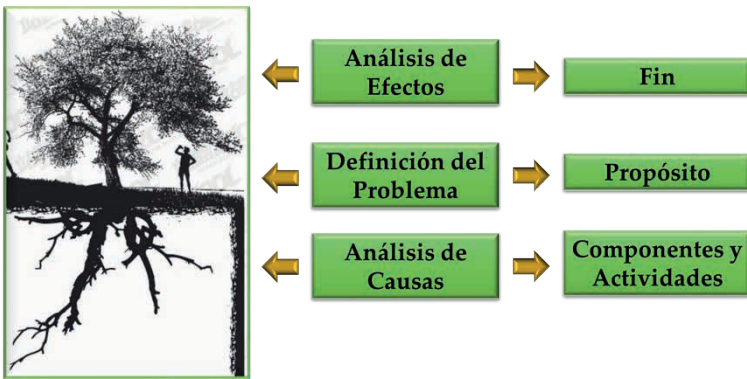 Análisis de
Efectos
Fin
Definición del
Problema
Propósito
Análisis de
Causas
Componentes y
Actividades